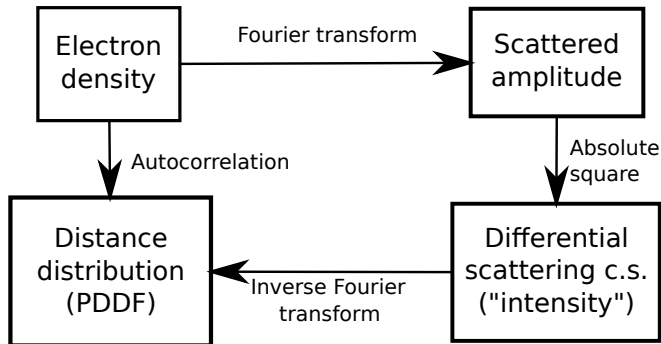 Electron
density
Fourier transform
Scattered
amplitude
Autocorrelation
Absolute
square
Distance
distribution
(PDDF)
Inverse Fourier
transform
Differential
scattering c.s.
("intensity")